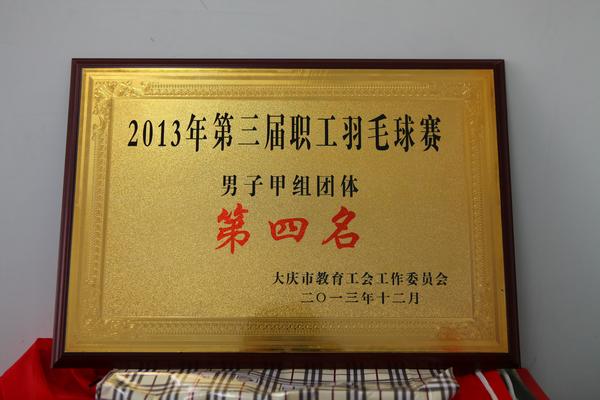 2013年第三届职工羽毛球赛
男子甲组团体
第四名
大庆市教育工会工作委员会
二〇一三年十二月